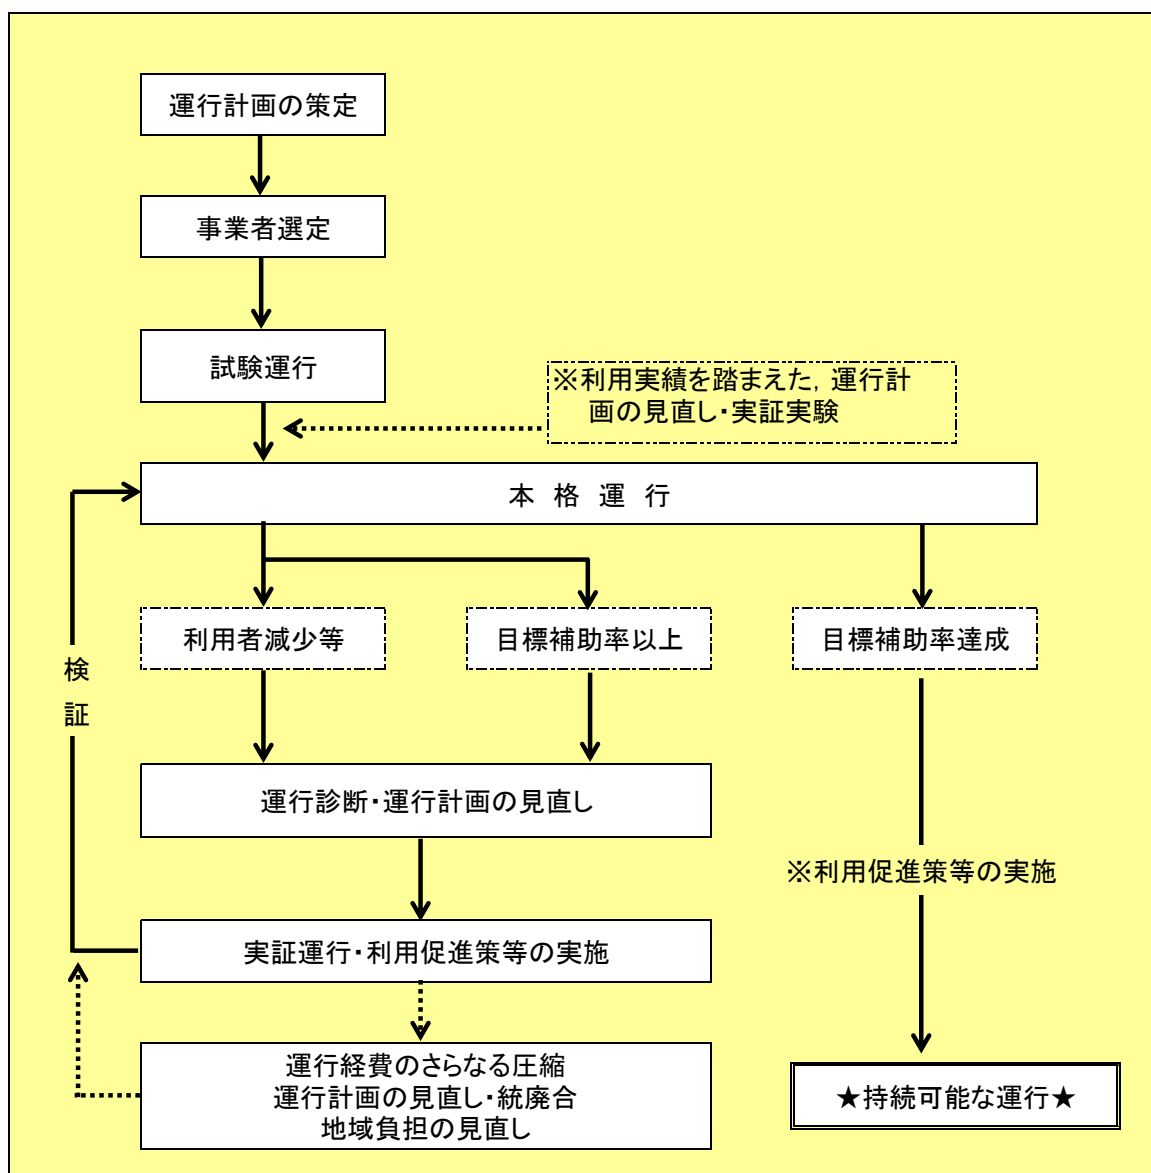 運行計画の策定
事業者選定
試験運行
※利用実績を踏まえた，運行計
画の見直し・実証実験
本 格 運 行
利用者減少等
目標補助率以上
目標補助率達成
検
証
運行診断・運行計画の見直し
※利用促進策等の実施
実証運行・利用促進策等の実施
運行経費のさらなる圧縮
運行計画の見直し・統廃合
地域負担の見直し
★持続可能な運行★